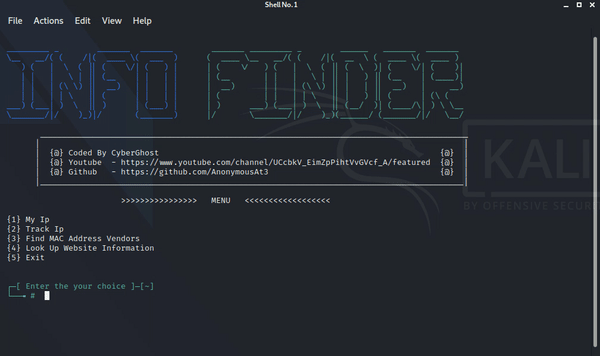 Shell No. 1
File Actions Edit View Help
INFO FINDER
{@} Coded By CyberGhost {@}
{@} Youtube - https://www.youtube.com/channel/UCcbkV_EimZpPihtVvGVcf_A/featured {@}
{@} Github - https://github.com/AnonymousAt3 {@}
>>>>>>>>>>>>>>>> MENU <<<<<<<<<<<<<<<<<<
{1} My Ip
{2} Track Ip
{3} Find MAC Address Vendors
{4} Look Up Website Information
{5} Exit
[ Enter the your choice ]-[~]
#
KALI
BY OFFENSIVE SECUR